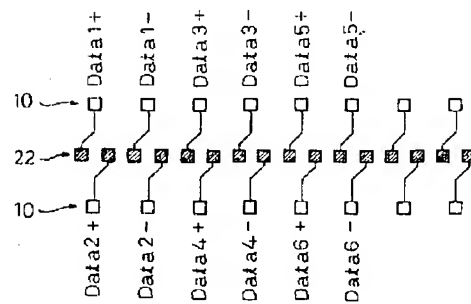 Data1+
Data1-
Data3+
Data3-
Data5+
Data5-
10
22
10
Data2+
Data2-
Data4+
Data4-
Data6+
Data6-